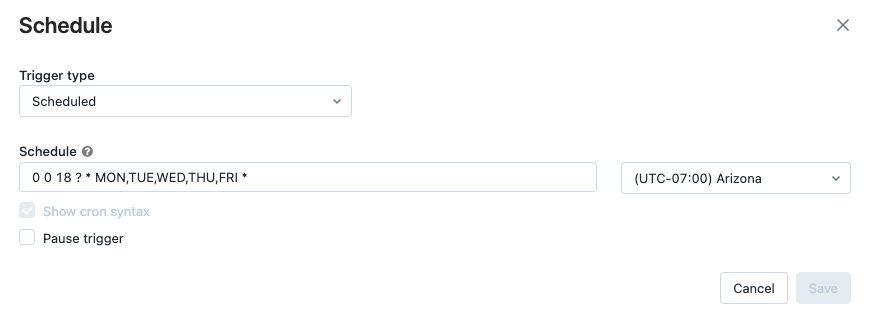 Schedule
Trigger type
Scheduled
Schedule ?
0 0 18 ? * MON,TUE,WED,THU,FRI *
(UTC-07:00) Arizona
Show cron syntax
Pause trigger
Cancel
Save